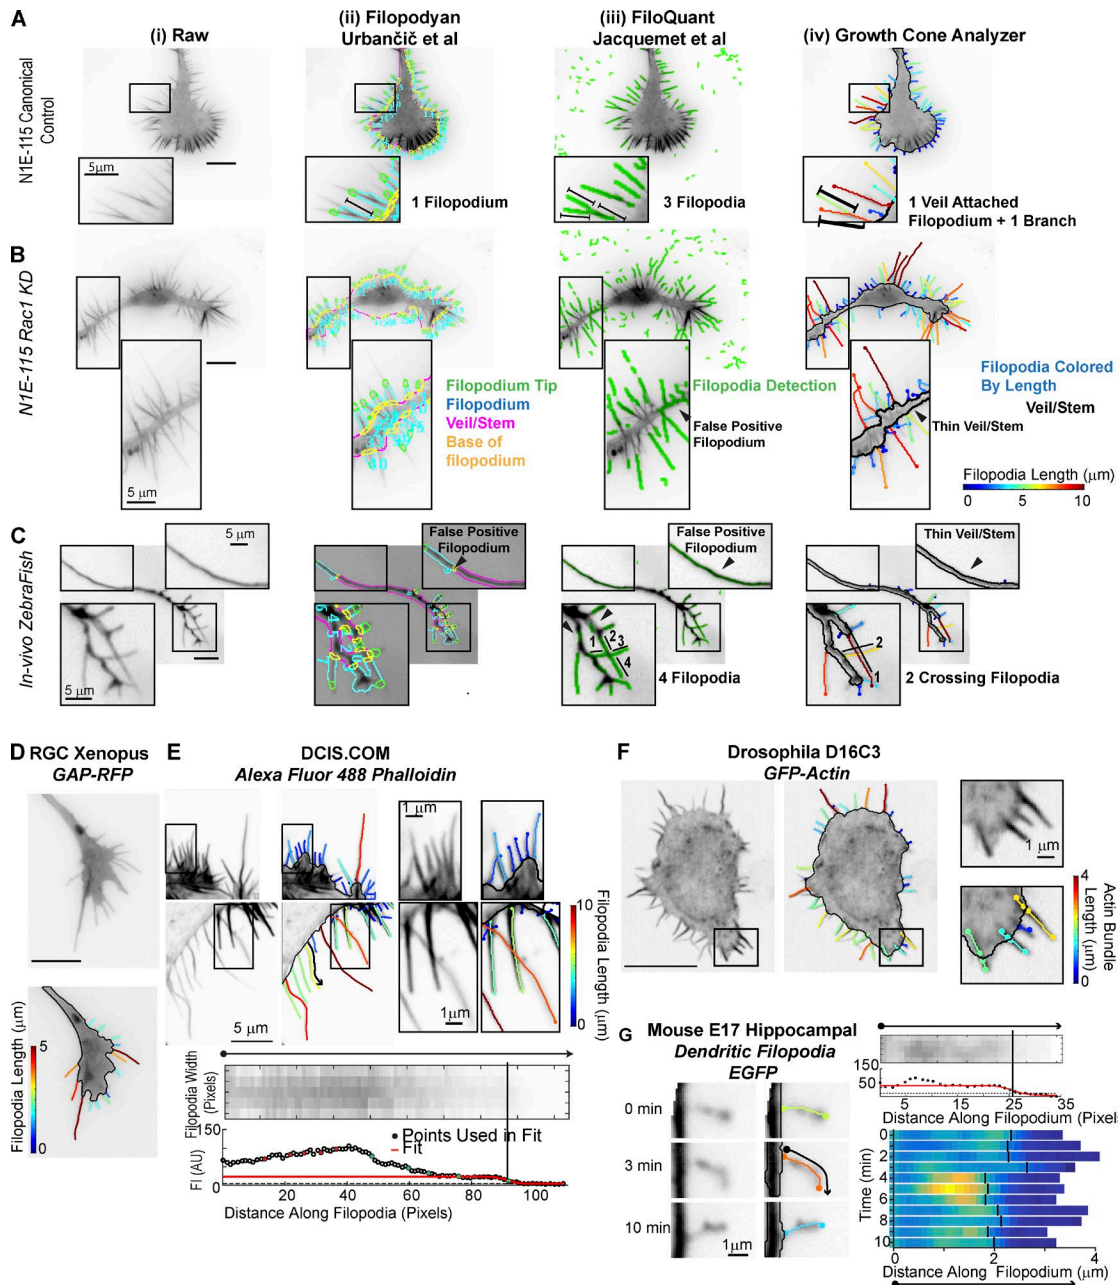 A
(i) Raw
(ii) Filopodyan
Urbančič et al
(iii) FiloQuant
Jacquemet et al
(iv) Growth Cone Analyzer
N1E-115 Canonical
Control
5μm
1 Filopodium
3 Filopodia
1 Veil Attached
Filopodium + 1 Branch
B
N1E-115 Rac1 KD
5 μm
Filopodium Tip
Filopodium
Veil/Stem
Base of
filopodium
Filopodia Detection
False Positive
Filopodium
Filopodia Colored
By Length
Veil/Stem
Thin Veil/Stem
Filopodia Length (μm)
0 5 10
C
In-vivo ZebraFish
5 μm
5 μm
False Positive
Filopodium
False Positive
Filopodium
1 2 3
4
4 Filopodia
Thin Veil/Stem
2
1
2 Crossing Filopodia
D RGC Xenopus
GAP-RFP
Filopodia Length (μm)
5
0
E
DCIS.COM
Alexa Fluor 488 Phalloidin
1 μm
5 μm
1μm
10
Filopodia Length (μm)
0
Filopodia Width
(Pixels)
150
FI (AU)
0
Points Used in Fit
Fit
0 20 40 60 80 100
Distance Along Filopodia (Pixels)
F
Drosophila D16C3
GFP-Actin
1 μm
4
Actin Bundle
Length (μm)
0
G Mouse E17 Hippocampal
Dendritic Filopodia
EGFP
0 min
3 min
10 min
1μm
150
50
5 15 25 35
Distance Along Filopodium (Pixels
Time (min)
0
2
4
6
8
10
0 2 4
Distance Along Filopodium (μm)